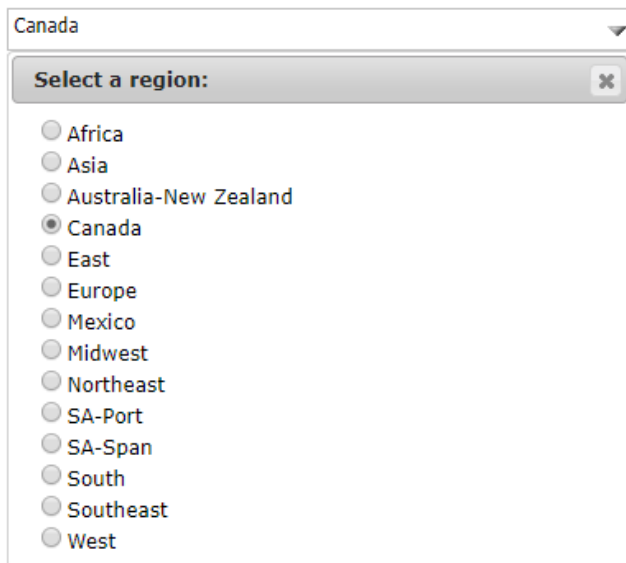 Canada
Select a region:
Africa
Asia
Australia-New Zealand
Canada
East
Europe
Mexico
Midwest
Northeast
SA-Port
SA-Span
South
Southeast
West